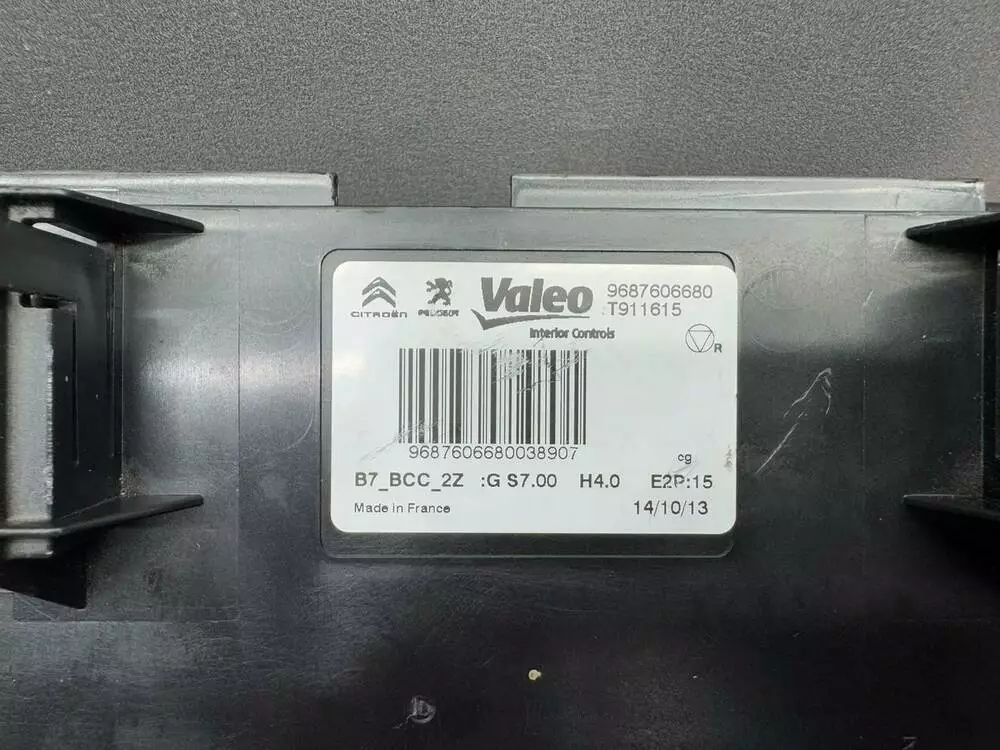 CITROËN PEUGEOT Valeo 9687606680
T911615
Interior Controls
R
9687606680038907
cg
B7_BCC_2Z :G S7.00 H4.0 E2P:15
Made in France 14/10/13